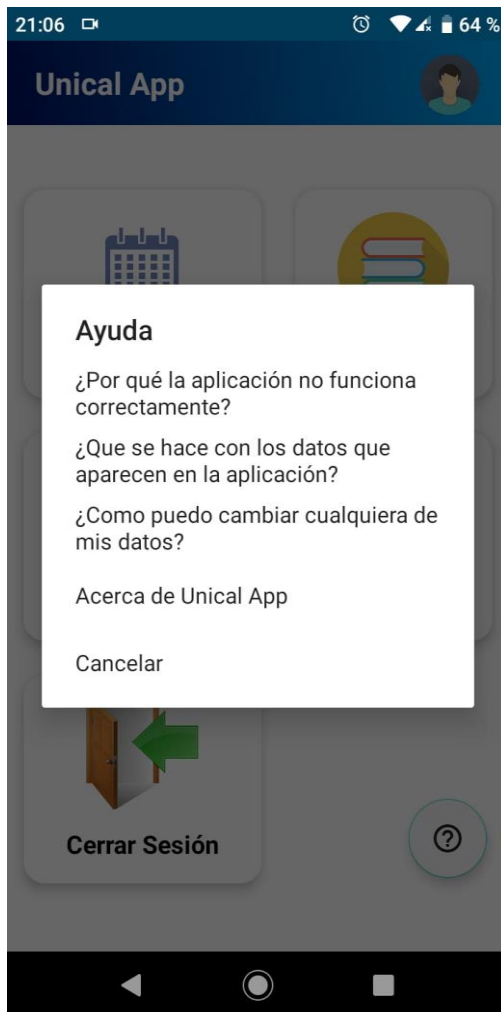 21:06
64 %
Unical App
Ayuda
¿Por qué la aplicación no funciona
correctamente?
¿Que se hace con los datos que
aparecen en la aplicación?
¿Como puedo cambiar cualquiera de
mis datos?
Acerca de Unical App
Cancelar
Cerrar Sesión
?